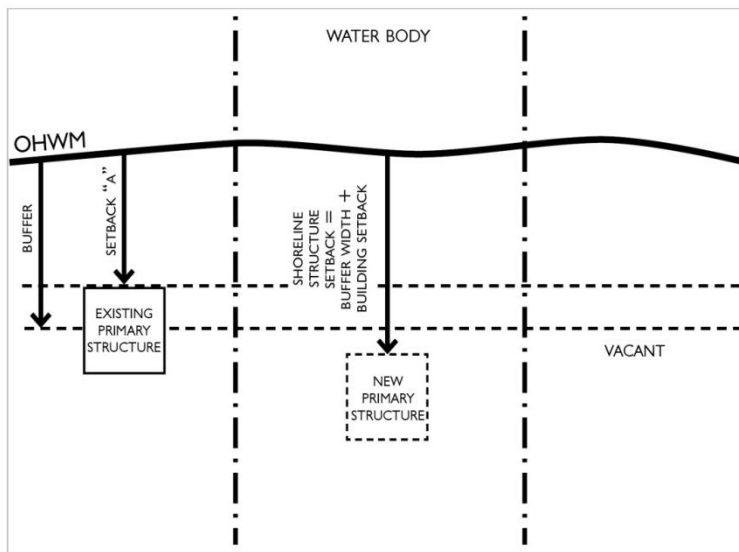 WATER BODY
OHWM
BUFFER
SETBACK "A"
SHORELINE
STRUCTURE
SETBACK =
BUFFER WIDTH +
BUILDING SETBACK
EXISTING
PRIMARY
STRUCTURE
VACANT
NEW
PRIMARY
STRUCTURE